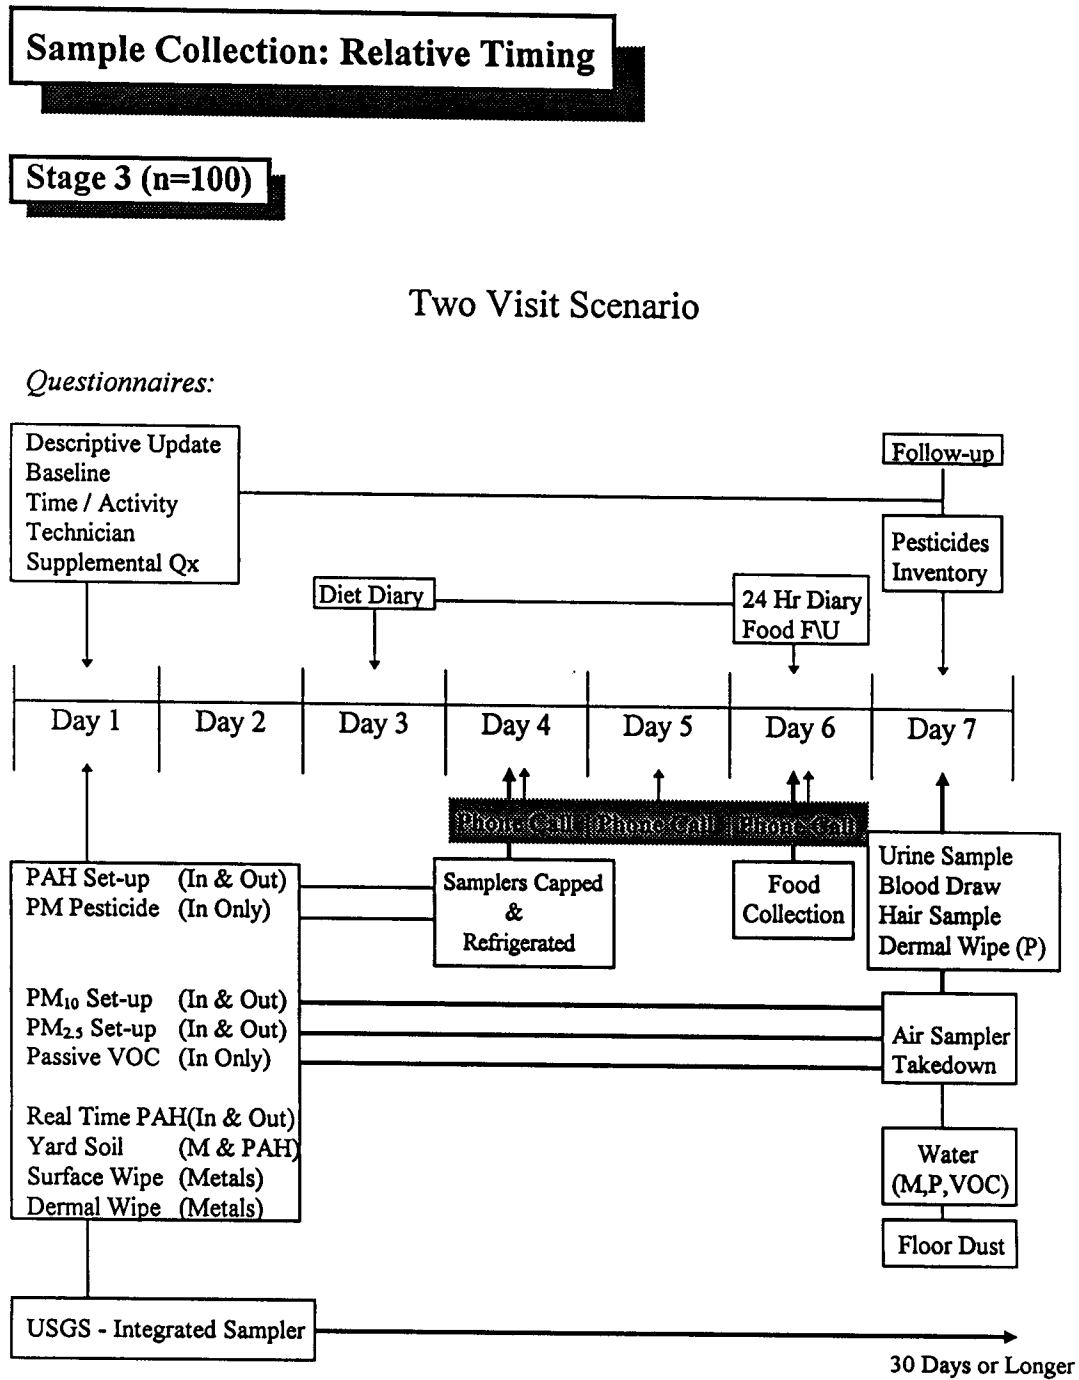 Sample Collection: Relative Timing
Stage 3 (n=100)
Two Visit Scenario
Questionnaires:
Descriptive Update
Baseline
Time / Activity
Technician
Supplemental Qx
Follow-up
Pesticides
Inventory
Diet Diary
24 Hr Diary
Food F\U
Day 1
Day 2
Day 3
Day 4
Day 5
Day 6
Day 7
Phone Call
Phone Call
Phone Call
PAH Set-up (In & Out)
PM Pesticide (In Only)
PM10 Set-up (In & Out)
PM2.5 Set-up (In & Out)
Passive VOC (In Only)
Real Time PAH(In & Out)
Yard Soil (M & PAH)
Surface Wipe (Metals)
Dermal Wipe (Metals)
Samplers Capped
&
Refrigerated
Food
Collection
Urine Sample
Blood Draw
Hair Sample
Dermal Wipe (P)
Air Sampler
Takedown
Water
(M,P,VOC)
Floor Dust
USGS - Integrated Sampler
30 Days or Longer